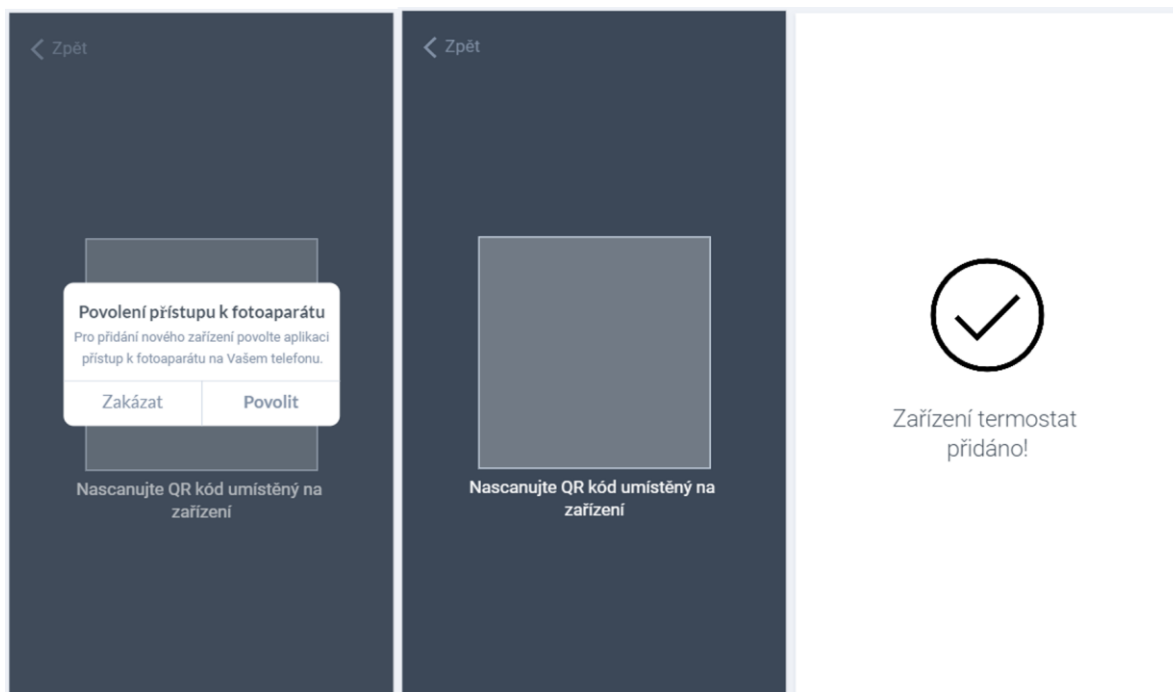 Zpět
Povolení přístupu k fotoaparátu
Pro přidání nového zařízení povolte aplikaci
přístup k fotoaparátu na Vašem telefonu.
Zakázat
Povolit
Nascanujte QR kód umístěný na
zařízení
Zpět
Nascanujte QR kód umístěný na
zařízení
Zařízení termostat
přidáno!